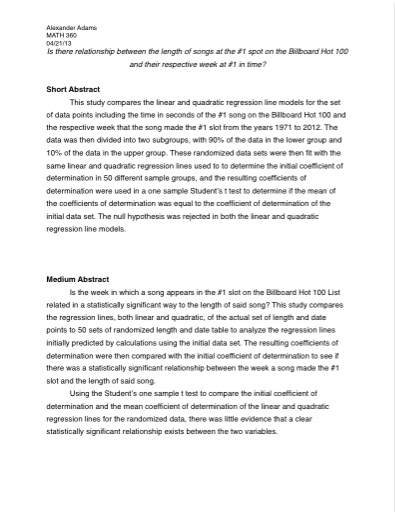 Alexander Adams
MATH 360
04/21/13
Is there relationship between the length of songs at the #1 spot on the Billboard Hot 100
and their respective week at #1 in time?
Short Abstract
This study compares the linear and quadratic regression line models for the set
of data points including the time in seconds of the #1 song on the Billboard Hot 100 and
the respective week that the song made the #1 slot from the years 1971 to 2012. The
data was then divided into two subgroups, with 90% of the data in the lower group and
10% of the data in the upper group. These randomized data sets were then fit with the
same linear and quadratic regression lines used to to determine the initial coefficient of
determination in 50 different sample groups, and the resulting coefficients of
determination were used in a one sample Student's t test to determine if the mean of
the coefficients of determination was equal to the coefficient of determination of the
initial data set. The null hypothesis was rejected in both the linear and quadratic
regression line models.
Medium Abstract
Is the week in which a song appears in the #1 slot on the Billboard Hot 100 List
related in a statistically significant way to the length of said song? This study compares
the regression lines, both linear and quadratic, of the actual set of length and date
points to 50 sets of randomized length and date table to analyze the regression lines
initially predicted by calculations using the initial data set. The resulting coefficients of
determination were then compared with the initial coefficient of determination to see if
there was a statistically significant relationship between the week a song made the #1
slot and the length of said song.
Using the Student's one sample t test to compare the initial coefficient of
determination and the mean coefficient of determination of the linear and quadratic
regression lines for the randomized data, there was little evidence that a clear
statistically significant relationship exists between the two variables.